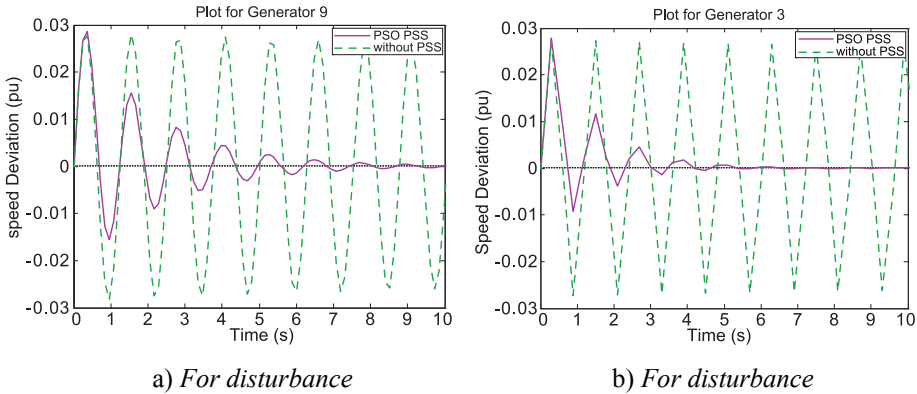 Plot for Generator 9
PSO PSS
without PSS
0.03
0.02
0.01
0
-0.01
-0.02
-0.03
speed Deviation (pu)
0 1 2 3 4 5 6 7 8 9 10
Time (s)
a) For disturbance
Plot for Generator 3
PSO PSS
without PSS
0.03
0.02
0.01
0
-0.01
-0.02
-0.03
Speed Deviation (pu)
0 1 2 3 4 5 6 7 8 9 10
Time (s)
b) For disturbance